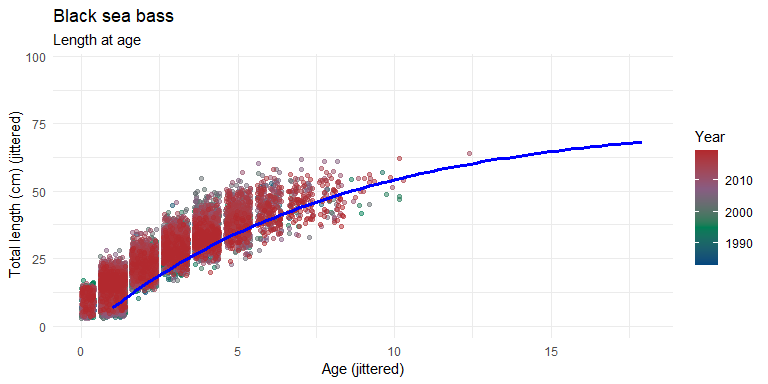 Black sea bass
Length at age
Total length (cm) (jittered)
100
75
50
25
0
0
5
10
15
Age (jittered)
Year
2010
2000
1990